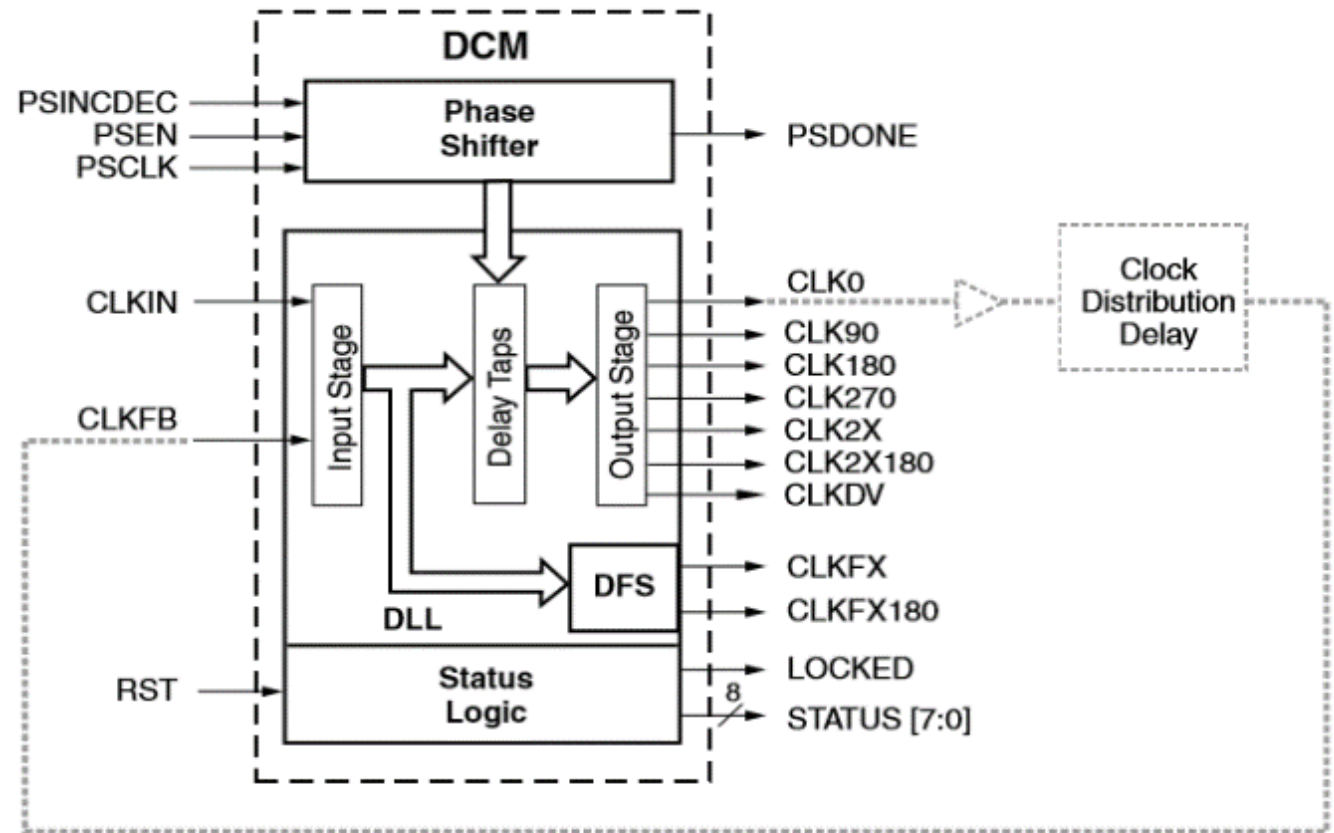 DCM
PSINCDEC
PSEN
PSCLK
Phase
Shifter
PSDONE
CLKIN
CLKFB
Input Stage
Delay Taps
Output Stage
CLK0
CLK90
CLK180
CLK270
CLK2X
CLK2X180
CLKDV
Clock
Distribution
Delay
DFS
CLKFX
CLKFX180
DLL
RST
Status
Logic
LOCKED
8
STATUS [7:0]